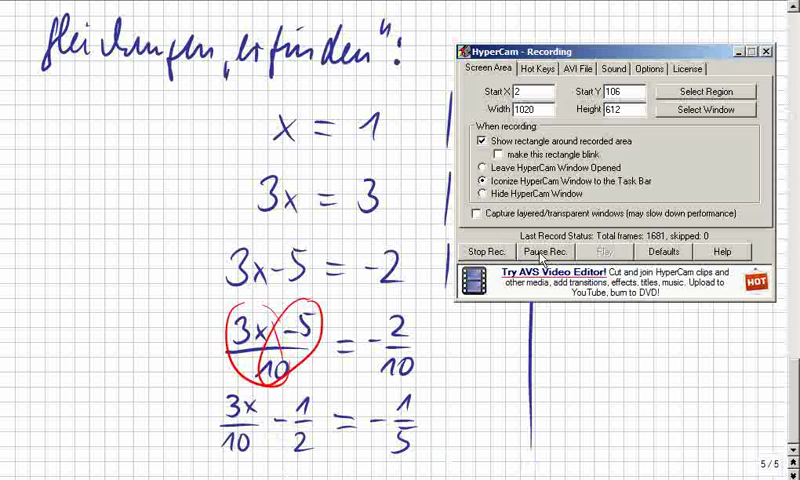 Gleichungen „erfinden":
x = 1
3x = 3
3x-5 = -2
(3x)-5/10 = -2/10
3x/10 - 1/2 = -1/5
HyperCam - Recording
Screen Area Hot Keys AVI File Sound Options License
Start X 2 Start Y 106 Select Region
Width 1020 Height 612 Select Window
When recording
Show rectangle around recorded area
make this rectangle blink
Leave HyperCam Window Opened
Iconize HyperCam Window to the Task Bar
Hide HyperCam Window
Capture layered/transparent windows (may slow down performance)
Last Record Status: Total frames: 1681, skipped: 0
Stop Rec. Pause Rec. Play Defaults Help
Try AVS Video Editor! Cut and join HyperCam clips and
other media, add transitions, effects, titles, music. Upload to
YouTube, burn to DVD!
HOT
5/5